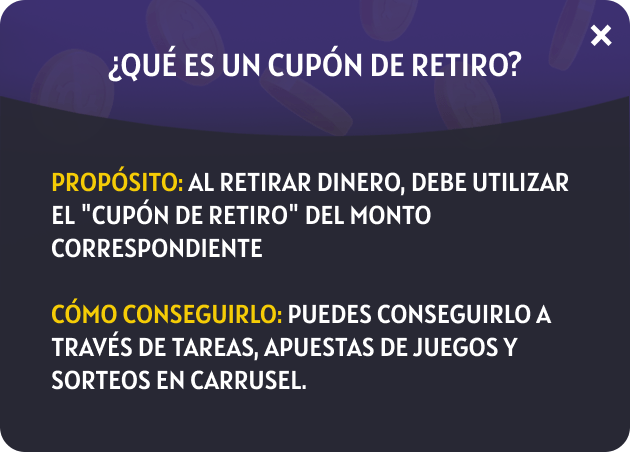 ¿QUÉ ES UN CUPÓN DE RETIRO?
PROPÓSITO: AL RETIRAR DINERO, DEBE UTILIZAR
EL "CUPÓN DE RETIRO" DEL MONTO
CORRESPONDIENTE
CÓMO CONSEGUIRLO: PUEDES CONSEGUIRLO A
TRAVÉS DE TAREAS, APUESTAS DE JUEGOS Y
SORTEOS EN CARRUSEL.